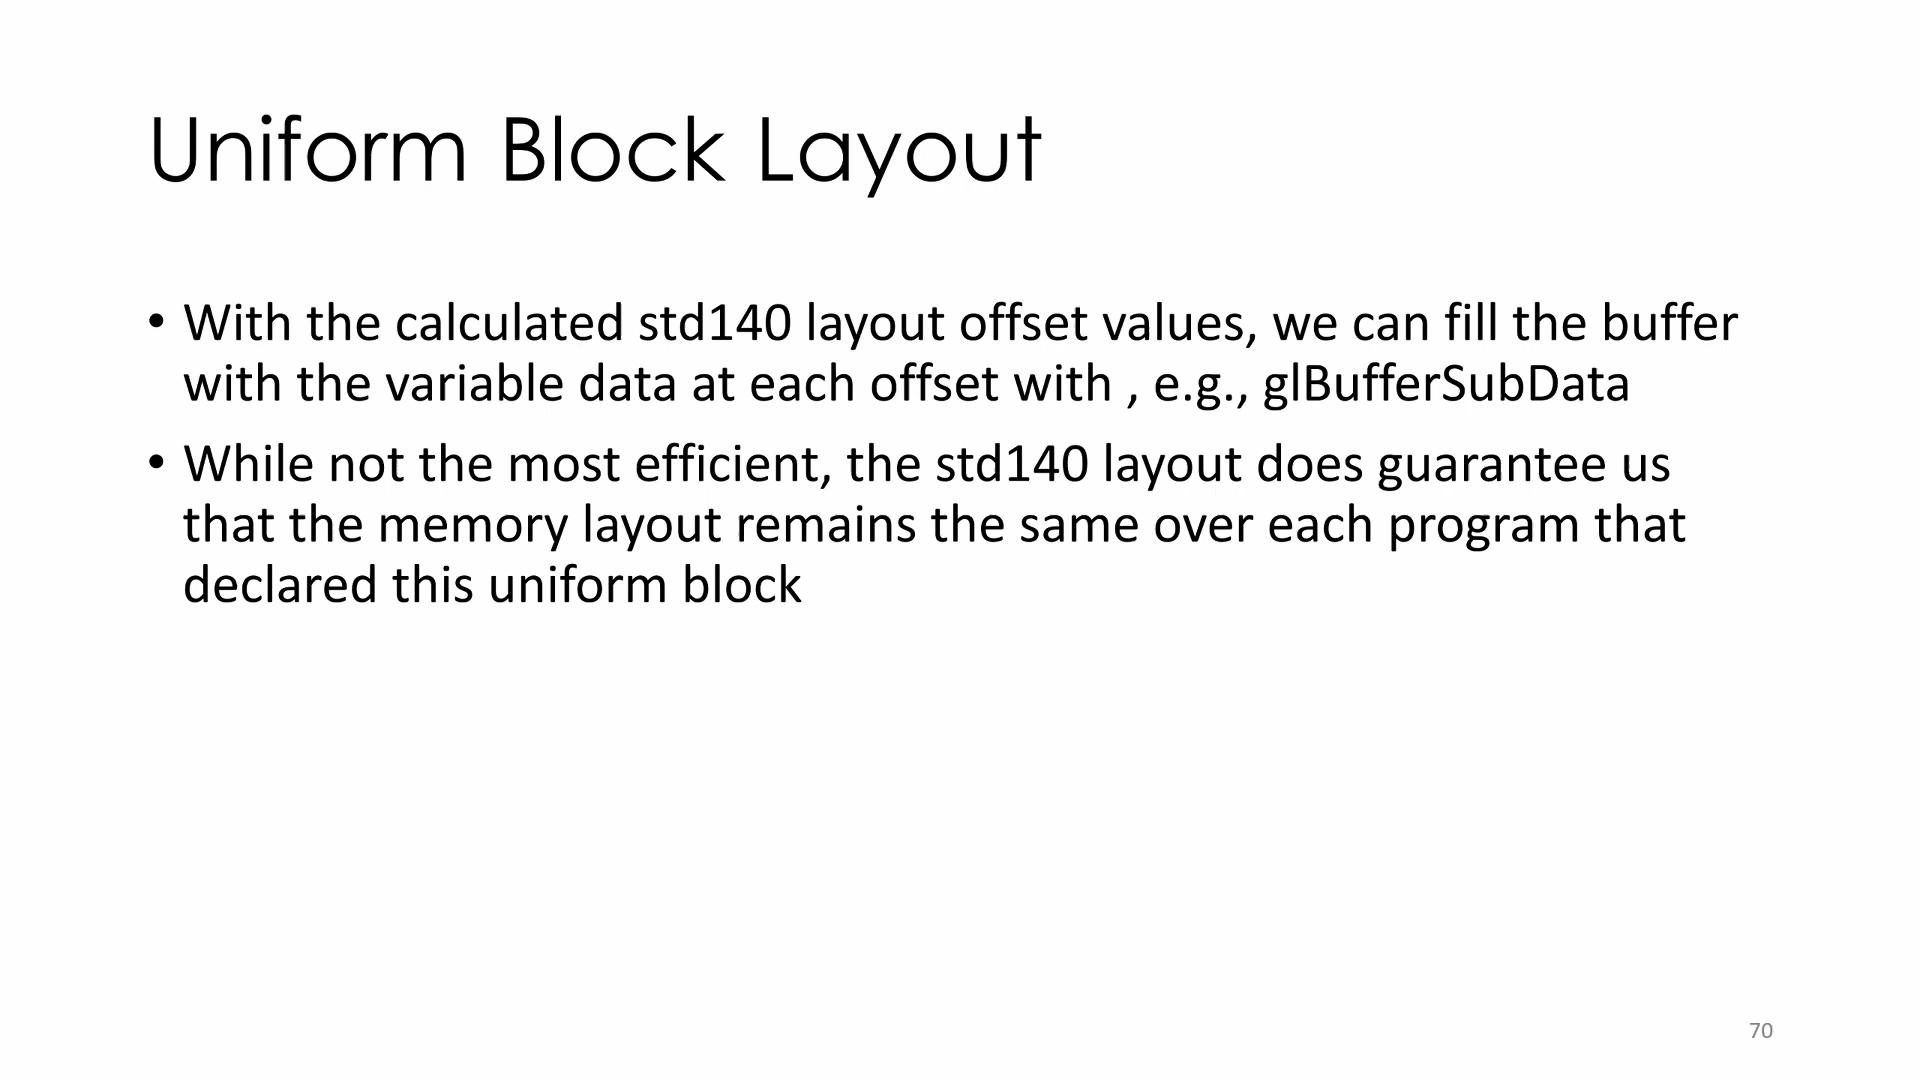 Uniform Block Layout
• With the calculated std140 layout offset values, we can fill the buffer
with the variable data at each offset with , e.g., glBufferSubData
• While not the most efficient, the std140 layout does guarantee us
that the memory layout remains the same over each program that
declared this uniform block
70